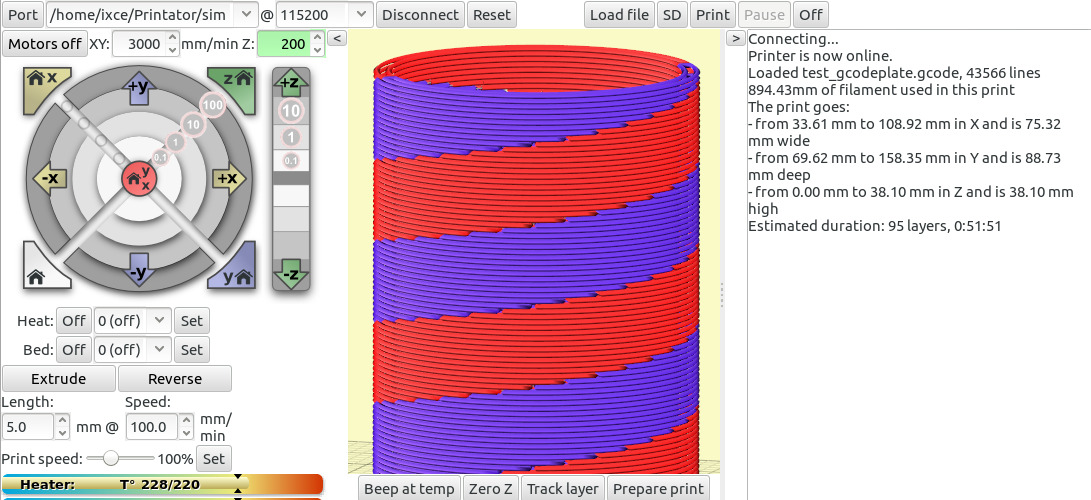 Port /home/ixce/Printator/sim @ 115200 Disconnect Reset Load file SD Print Pause Off
Motors off XY: 3000 mm/min Z: 200 < >
x z
+y +z
100
10 10
1 1
0.1 0.1
-x y x +x
-y -z
y
Heat: Off 0 (off) Set
Bed: Off 0 (off) Set
Extrude Reverse
Length: Speed:
5.0 mm @ 100.0 mm/
min
Print speed: 100% Set
Heater: T° 228/220
Beep at temp Zero Z Track layer Prepare print
Connecting...
Printer is now online.
Loaded test_gcodeplate.gcode, 43566 lines
894.43mm of filament used in this print
The print goes:
- from 33.61 mm to 108.92 mm in X and is 75.32
mm wide
- from 69.62 mm to 158.35 mm in Y and is 88.73
mm deep
- from 0.00 mm to 38.10 mm in Z and is 38.10 mm
high
Estimated duration: 95 layers, 0:51:51